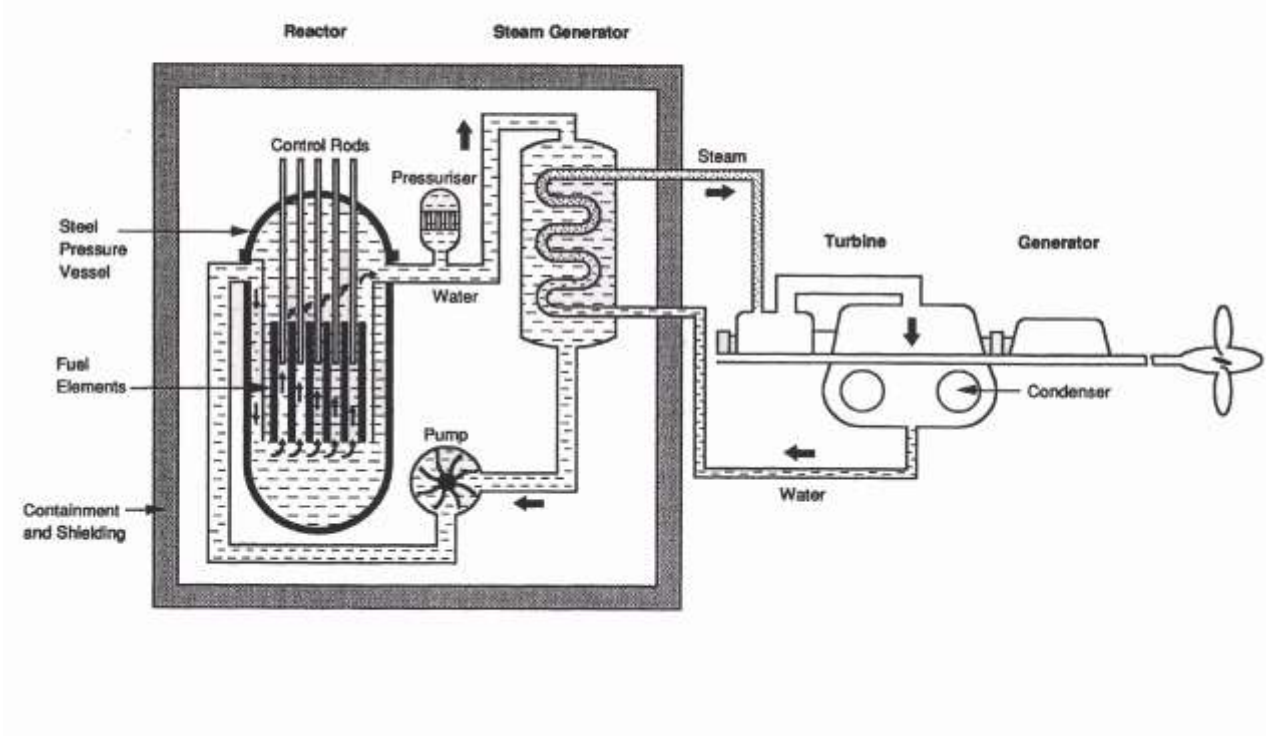 Reactor
Steam Generator
Control Rods
Pressuriser
Steam
Steel
Pressure
Vessel
Turbine
Generator
Water
Fuel
Elements
Condenser
Pump
Water
Containment
and Shielding